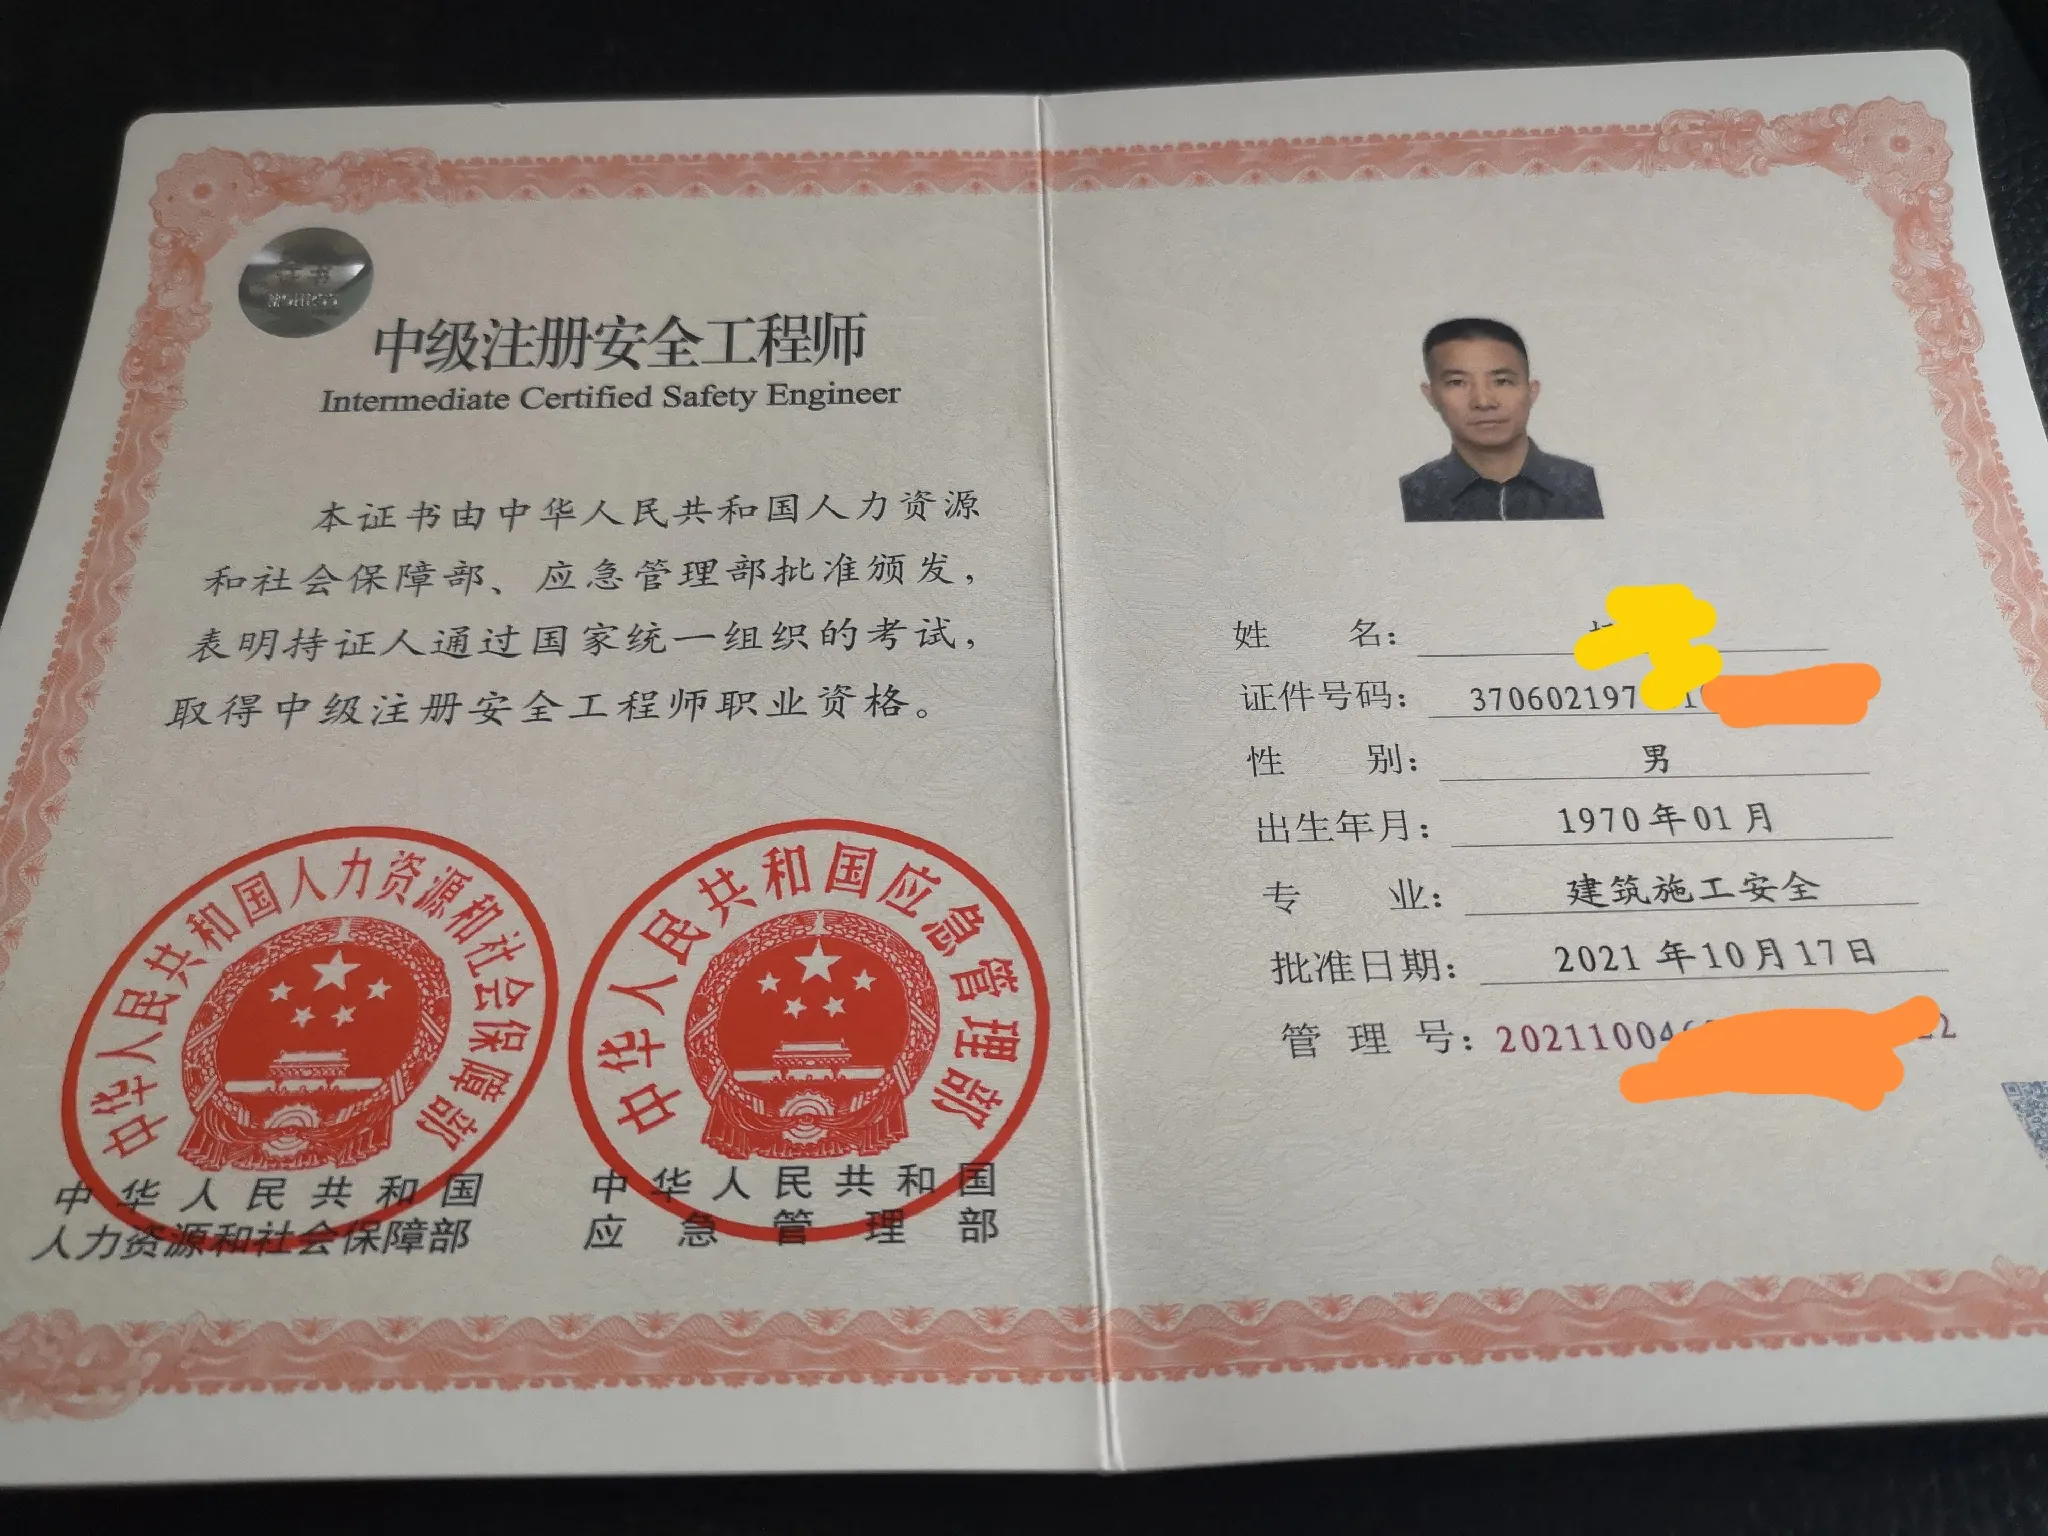 中级注册安全工程师
Intermediate Certified Safety Engineer
本证书由中华人民共和国人力资源
和社会保障部、应急管理部批准颁发，
表明持证人通过国家统一组织的考试，
取得中级注册安全工程师职业资格。
中华人民共和国人力资源和社会保障部
中华人民共和国
人力资源和社会保障部
中华人民共和国应急管理部
中华人民共和国
应急管理部
姓 名：
证件号码：370602197
性 别：男
出生年月：1970年01月
专 业：建筑施工安全
批准日期：2021年10月17日
管 理 号：202110046